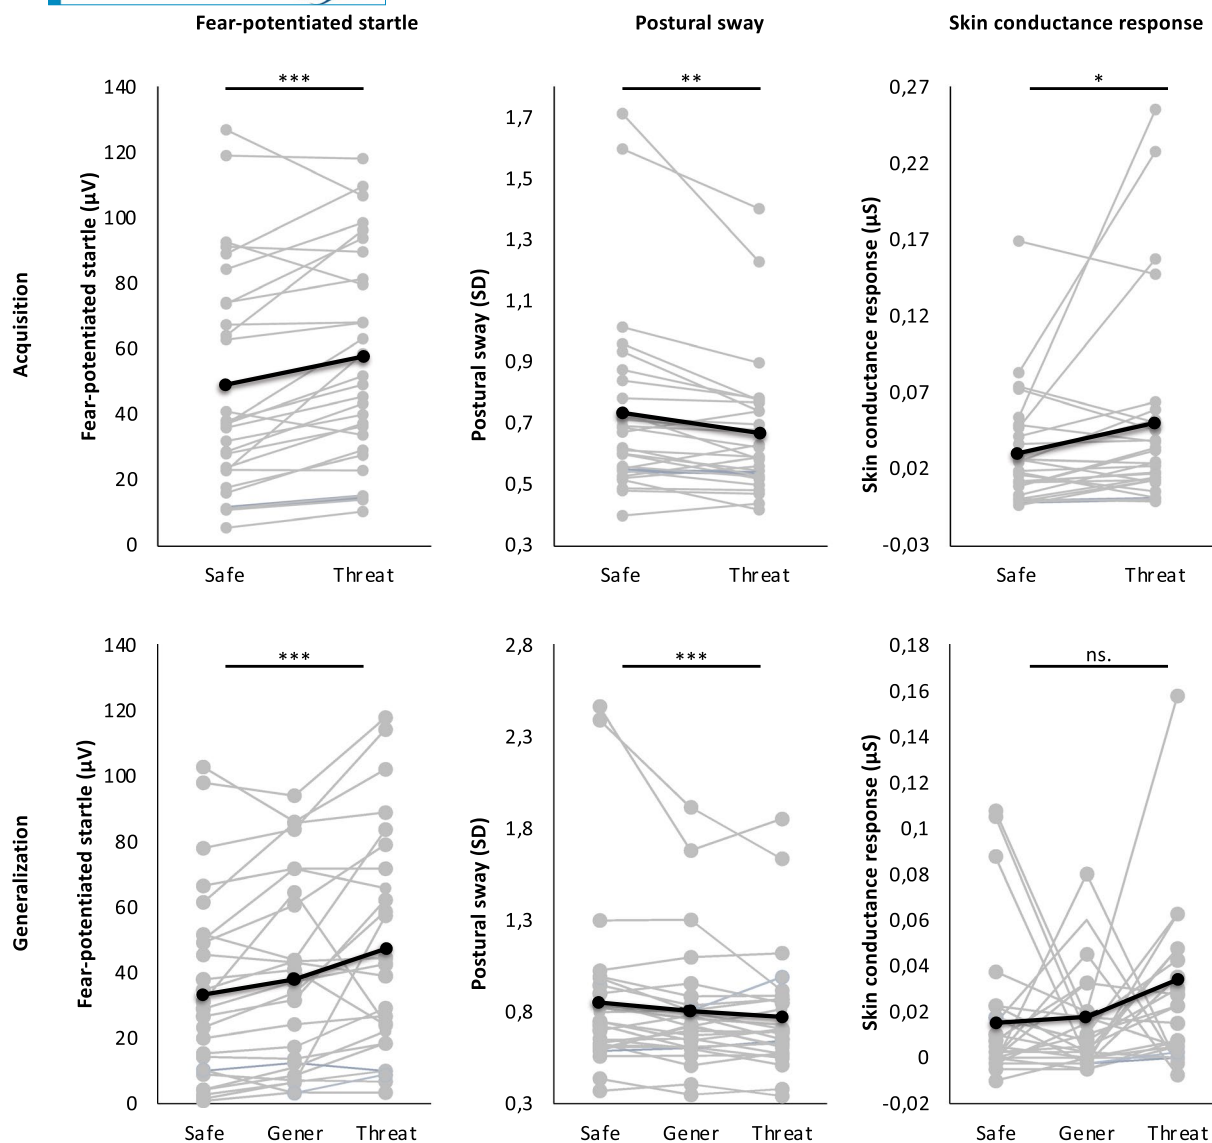 Fear-potentiated startle
Postural sway
Skin conductance response
Acquisition
Fear-potentiated startle (µV)
140
120
100
80
60
40
20
0
***
Safe
Threat
Postural sway (SD)
1,7
1,5
1,3
1,1
0,9
0,7
0,5
0,3
**
Safe
Threat
Skin conductance response (µS)
0,27
0,22
0,17
0,12
0,07
0,02
-0,03
*
Safe
Threat
Generalization
Fear-potentiated startle (µV)
140
120
100
80
60
40
20
0
***
Safe
Gener
Threat
Postural sway (SD)
2,8
2,3
1,8
1,3
0,8
0,3
***
Safe
Gener
Threat
Skin conductance response (µS)
0,18
0,16
0,14
0,12
0,1
0,08
0,06
0,04
0,02
0
-0,02
ns.
Safe
Gener
Threat